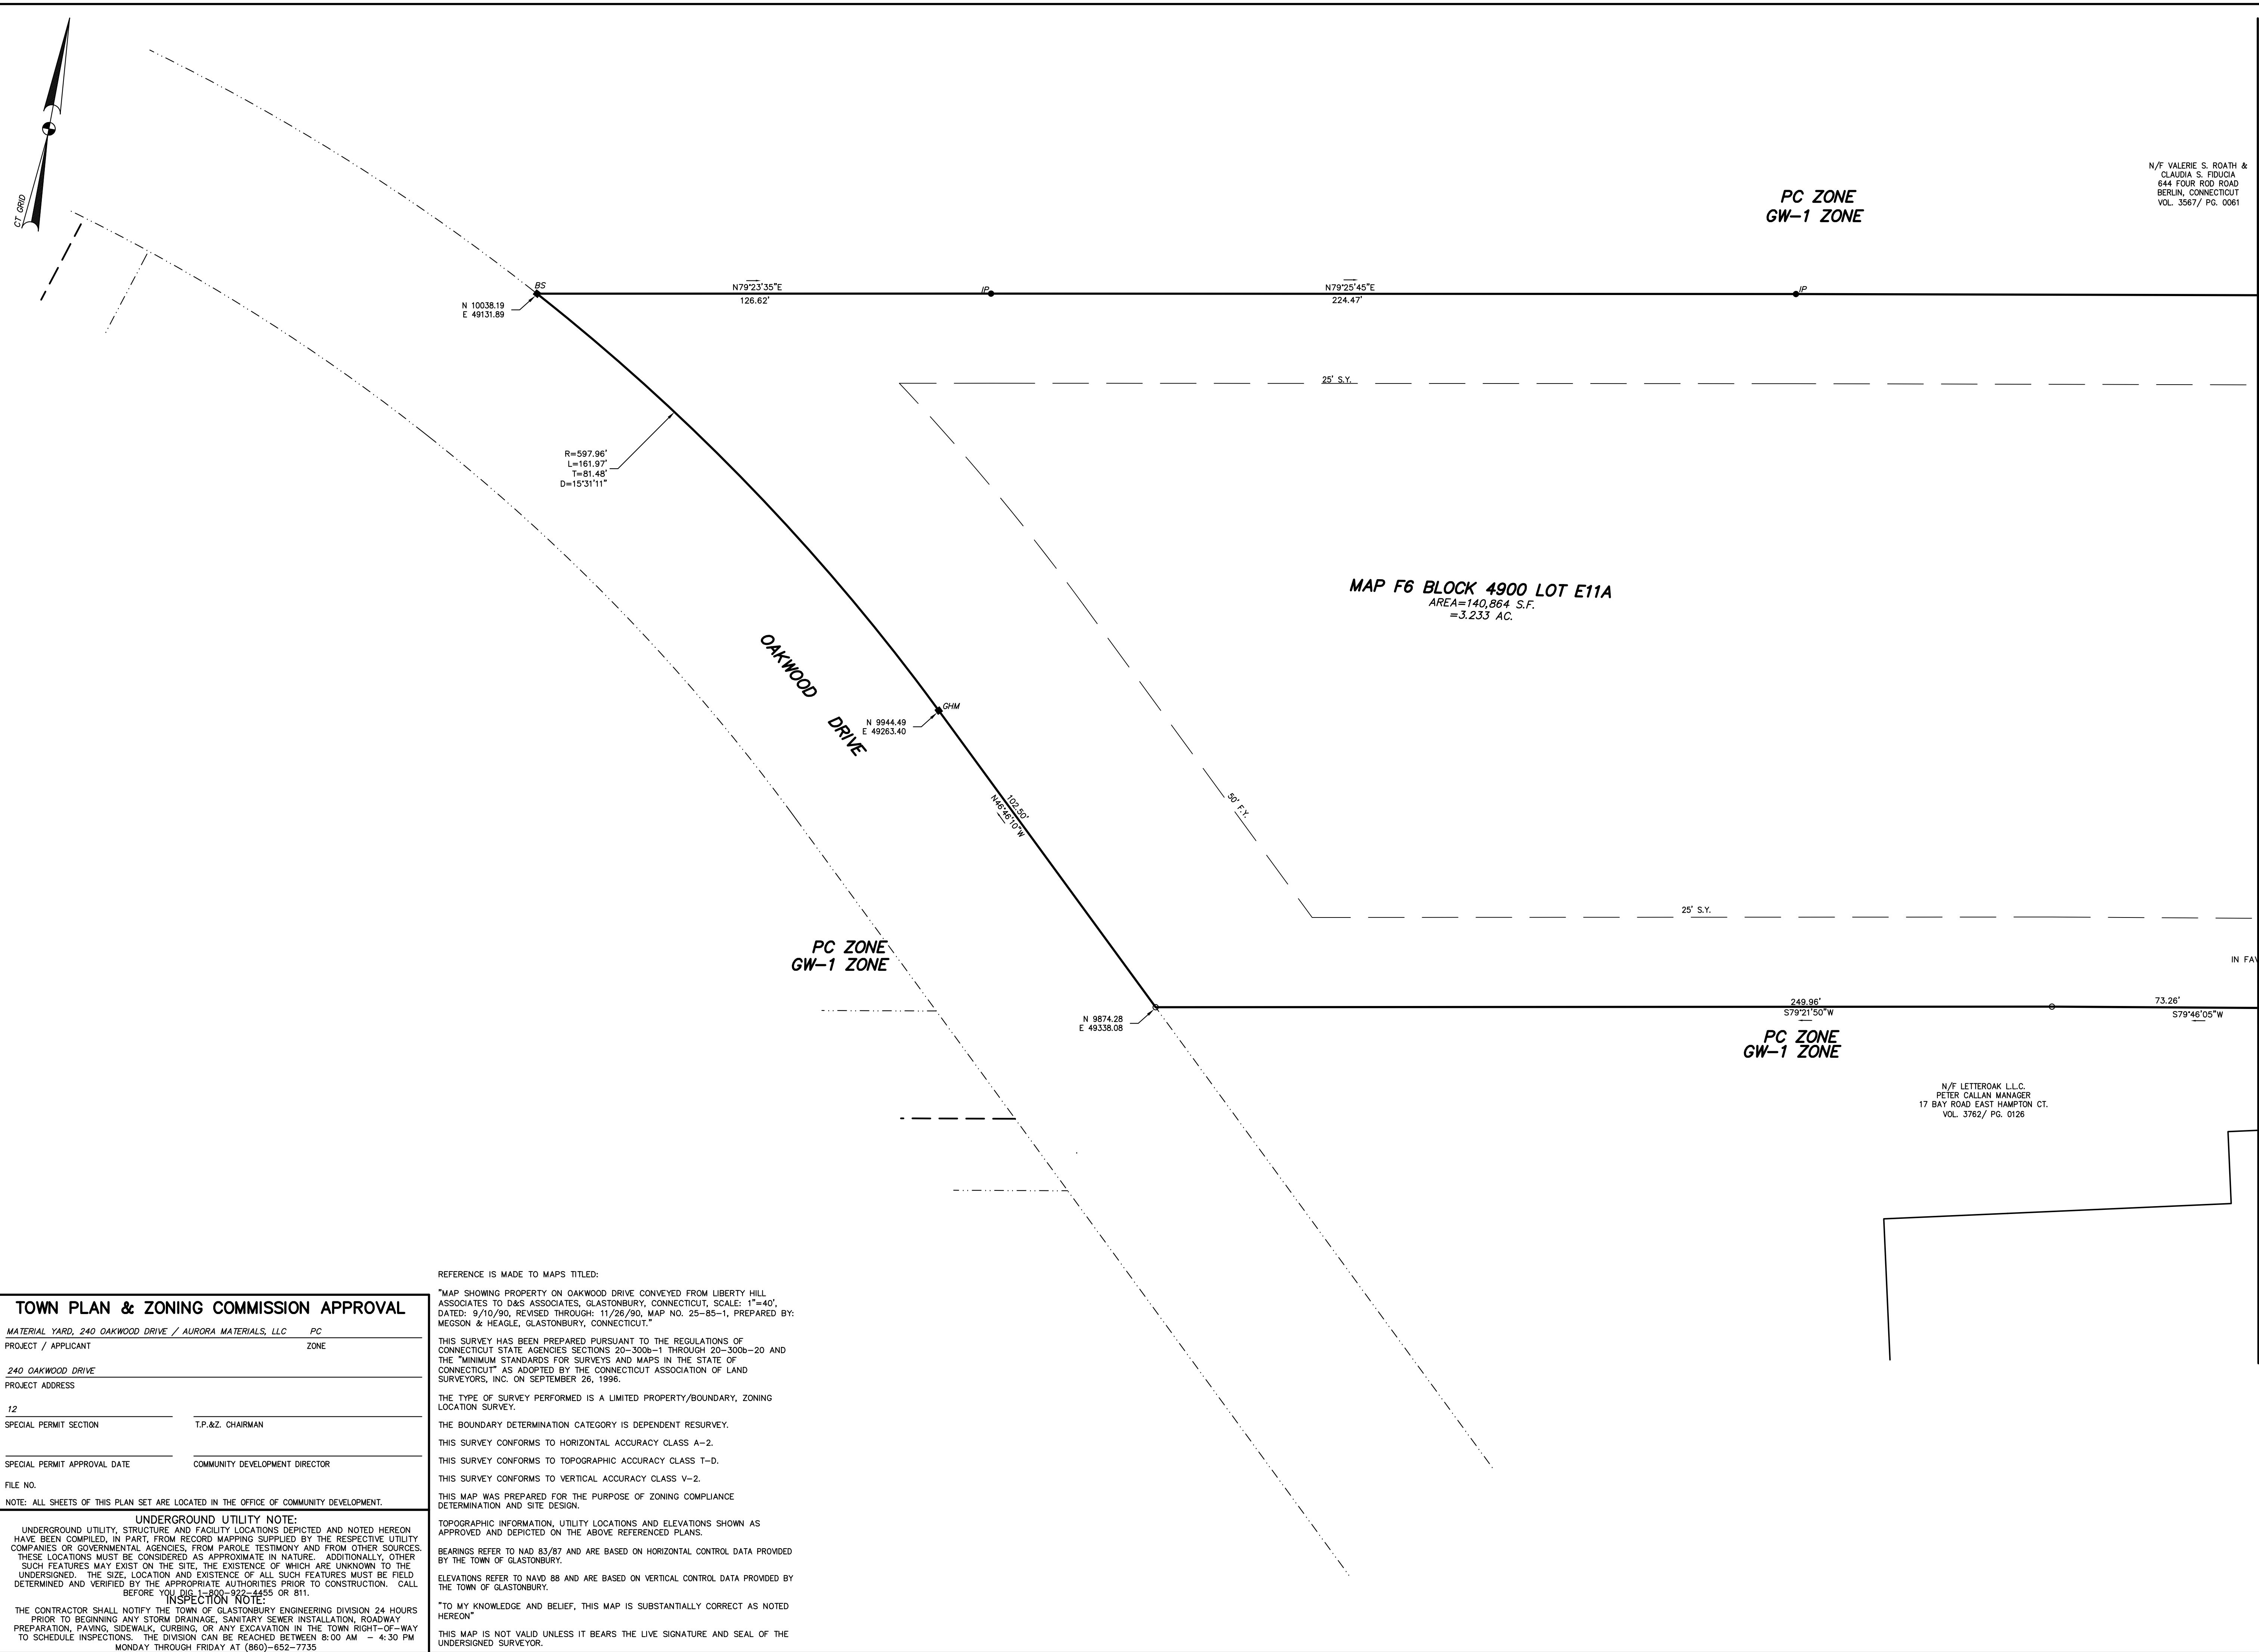 CT GRID
N/F VALERIE S. ROATH &
CLAUDIA S. FIDUCIA
644 FOUR ROD ROAD
BERLIN, CONNECTICUT
VOL. 3567/ PG. 0061
PC ZONE
GW-1 ZONE
BS
N79°23'35"E
126.62'
IP
N79°25'45"E
224.47'
IP
N 10038.19
E 49131.89
25' S.Y.
R=597.96'
L=161.97'
T=81.48'
D=15°31'11"
MAP F6 BLOCK 4900 LOT E11A
AREA=140,864 S.F.
=3.233 AC.
OAKWOOD DRIVE
GHM
N 9944.49
E 49263.40
102.50'
N46°46'10"W
50' F.Y.
25' S.Y.
PC ZONE
GW-1 ZONE
IN FAV
N 9874.28
E 49338.08
249.96'
S79°21'50"W
73.26'
S79°46'05"W
PC ZONE
GW-1 ZONE
N/F LETTEROAK L.L.C.
PETER CALLAN MANAGER
17 BAY ROAD EAST HAMPTON CT.
VOL. 3762/ PG. 0126
TOWN PLAN & ZONING COMMISSION APPROVAL
MATERIAL YARD, 240 OAKWOOD DRIVE / AURORA MATERIALS, LLC PC
PROJECT / APPLICANT ZONE
240 OAKWOOD DRIVE
PROJECT ADDRESS
12
SPECIAL PERMIT SECTION T.P.&Z. CHAIRMAN
SPECIAL PERMIT APPROVAL DATE COMMUNITY DEVELOPMENT DIRECTOR
FILE NO.
NOTE: ALL SHEETS OF THIS PLAN SET ARE LOCATED IN THE OFFICE OF COMMUNITY DEVELOPMENT.
UNDERGROUND UTILITY NOTE:
UNDERGROUND UTILITY, STRUCTURE AND FACILITY LOCATIONS DEPICTED AND NOTED HEREON
HAVE BEEN COMPILED, IN PART, FROM RECORD MAPPING SUPPLIED BY THE RESPECTIVE UTILITY
COMPANIES OR GOVERNMENTAL AGENCIES, FROM PAROLE TESTIMONY AND FROM OTHER SOURCES.
THESE LOCATIONS MUST BE CONSIDERED AS APPROXIMATE IN NATURE. ADDITIONALLY, OTHER
SUCH FEATURES MAY EXIST ON THE SITE, THE EXISTENCE OF WHICH ARE UNKNOWN TO THE
UNDERSIGNED. THE SIZE, LOCATION AND EXISTENCE OF ALL SUCH FEATURES MUST BE FIELD
DETERMINED AND VERIFIED BY THE APPROPRIATE AUTHORITIES PRIOR TO CONSTRUCTION. CALL
BEFORE YOU DIG 1-800-922-4455 OR 811.
INSPECTION NOTE:
THE CONTRACTOR SHALL NOTIFY THE TOWN OF GLASTONBURY ENGINEERING DIVISION 24 HOURS
PRIOR TO BEGINNING ANY STORM DRAINAGE, SANITARY SEWER INSTALLATION, ROADWAY
PREPARATION, PAVING, SIDEWALK, CURBING, OR ANY EXCAVATION IN THE TOWN RIGHT-OF-WAY
TO SCHEDULE INSPECTIONS. THE DIVISION CAN BE REACHED BETWEEN 8:00 AM - 4:30 PM
MONDAY THROUGH FRIDAY AT (860)-652-7735
REFERENCE IS MADE TO MAPS TITLED:
"MAP SHOWING PROPERTY ON OAKWOOD DRIVE CONVEYED FROM LIBERTY HILL
ASSOCIATES TO D&S ASSOCIATES, GLASTONBURY, CONNECTICUT, SCALE: 1"=40',
DATED: 9/10/90, REVISED THROUGH: 11/26/90, MAP NO. 25-85-1, PREPARED BY:
MEGSON & HEAGLE, GLASTONBURY, CONNECTICUT."
THIS SURVEY HAS BEEN PREPARED PURSUANT TO THE REGULATIONS OF
CONNECTICUT STATE AGENCIES SECTIONS 20-300b-1 THROUGH 20-300b-20 AND
THE "MINIMUM STANDARDS FOR SURVEYS AND MAPS IN THE STATE OF
CONNECTICUT" AS ADOPTED BY THE CONNECTICUT ASSOCIATION OF LAND
SURVEYORS, INC. ON SEPTEMBER 26, 1996.
THE TYPE OF SURVEY PERFORMED IS A LIMITED PROPERTY/BOUNDARY, ZONING
LOCATION SURVEY.
THE BOUNDARY DETERMINATION CATEGORY IS DEPENDENT RESURVEY.
THIS SURVEY CONFORMS TO HORIZONTAL ACCURACY CLASS A-2.
THIS SURVEY CONFORMS TO TOPOGRAPHIC ACCURACY CLASS T-D.
THIS SURVEY CONFORMS TO VERTICAL ACCURACY CLASS V-2.
THIS MAP WAS PREPARED FOR THE PURPOSE OF ZONING COMPLIANCE
DETERMINATION AND SITE DESIGN.
TOPOGRAPHIC INFORMATION, UTILITY LOCATIONS AND ELEVATIONS SHOWN AS
APPROVED AND DEPICTED ON THE ABOVE REFERENCED PLANS.
BEARINGS REFER TO NAD 83/87 AND ARE BASED ON HORIZONTAL CONTROL DATA PROVIDED
BY THE TOWN OF GLASTONBURY.
ELEVATIONS REFER TO NAVD 88 AND ARE BASED ON VERTICAL CONTROL DATA PROVIDED BY
THE TOWN OF GLASTONBURY.
"TO MY KNOWLEDGE AND BELIEF, THIS MAP IS SUBSTANTIALLY CORRECT AS NOTED
HEREON"
THIS MAP IS NOT VALID UNLESS IT BEARS THE LIVE SIGNATURE AND SEAL OF THE
UNDERSIGNED SURVEYOR.